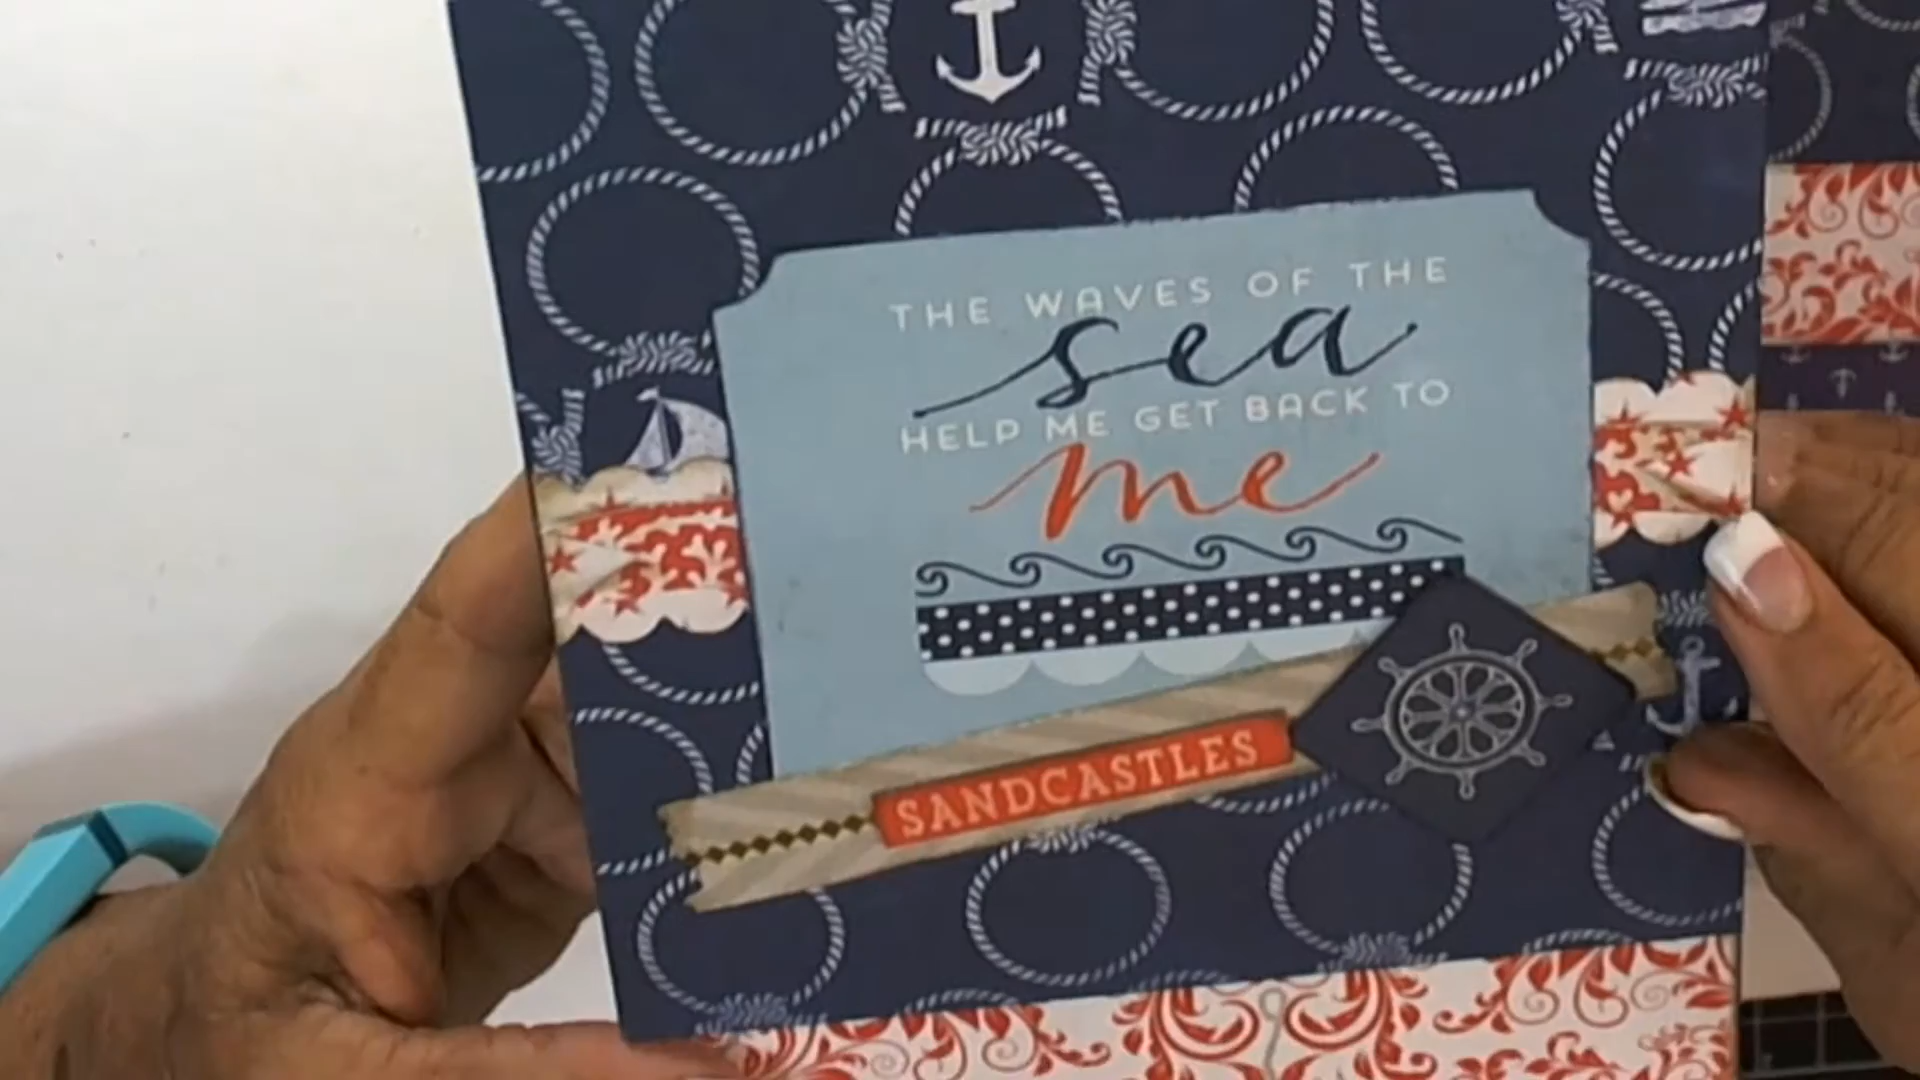 THE WAVES OF THE
sea
HELP ME GET BACK TO
me
SANDCASTLES